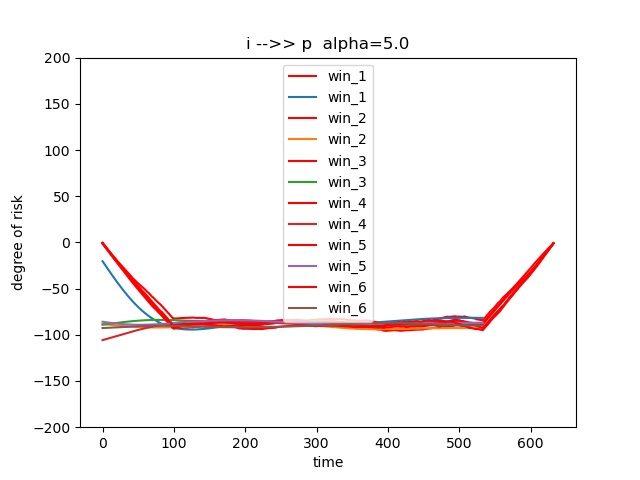 i -->> p  alpha=5.0
200
150
100
50
0
−50
−100
−150
−200
degree of risk
win_1
win_1
win_2
win_2
win_3
win_3
win_4
win_4
win_5
win_5
win_6
win_6
0 100 200 300 400 500 600
time